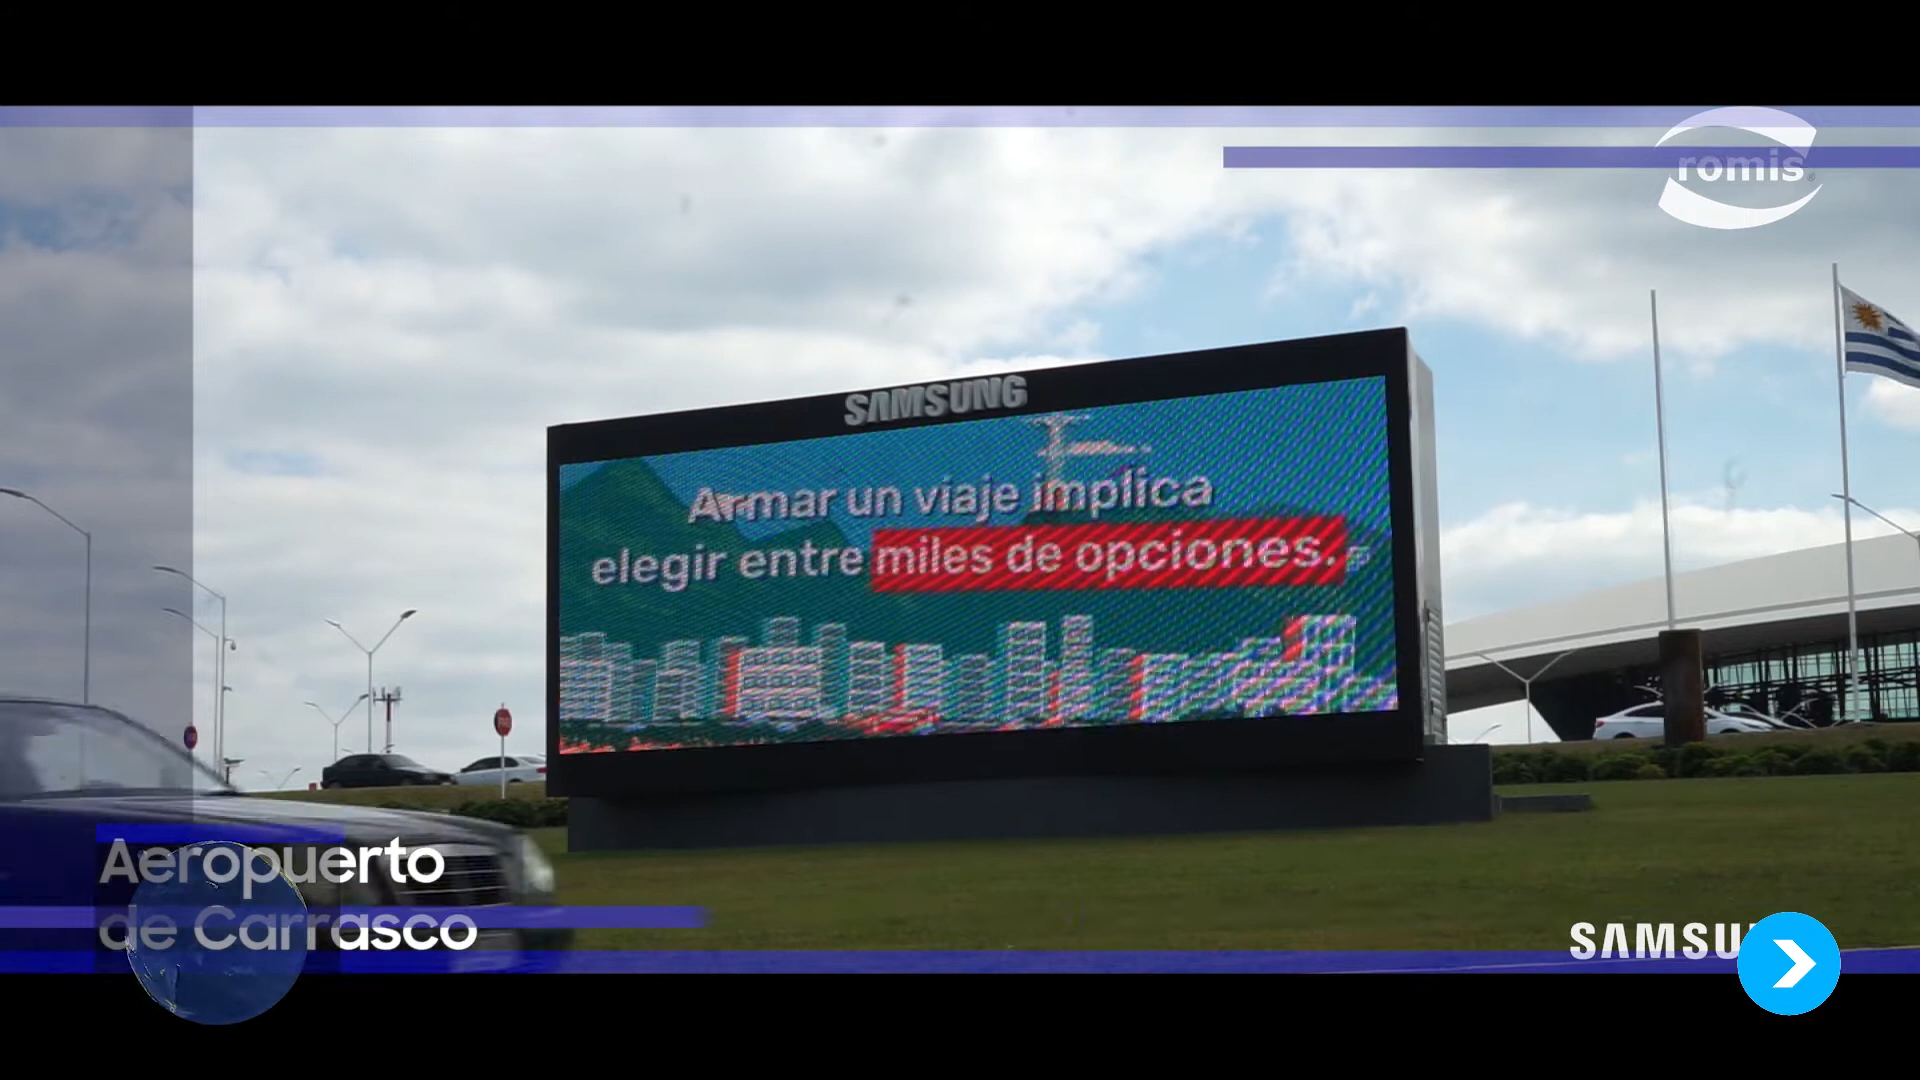 romis
SAMSUNG
Armar un viaje implica
elegir entre miles de opciones.
Aeropuerto
de Carrasco
SAMSU